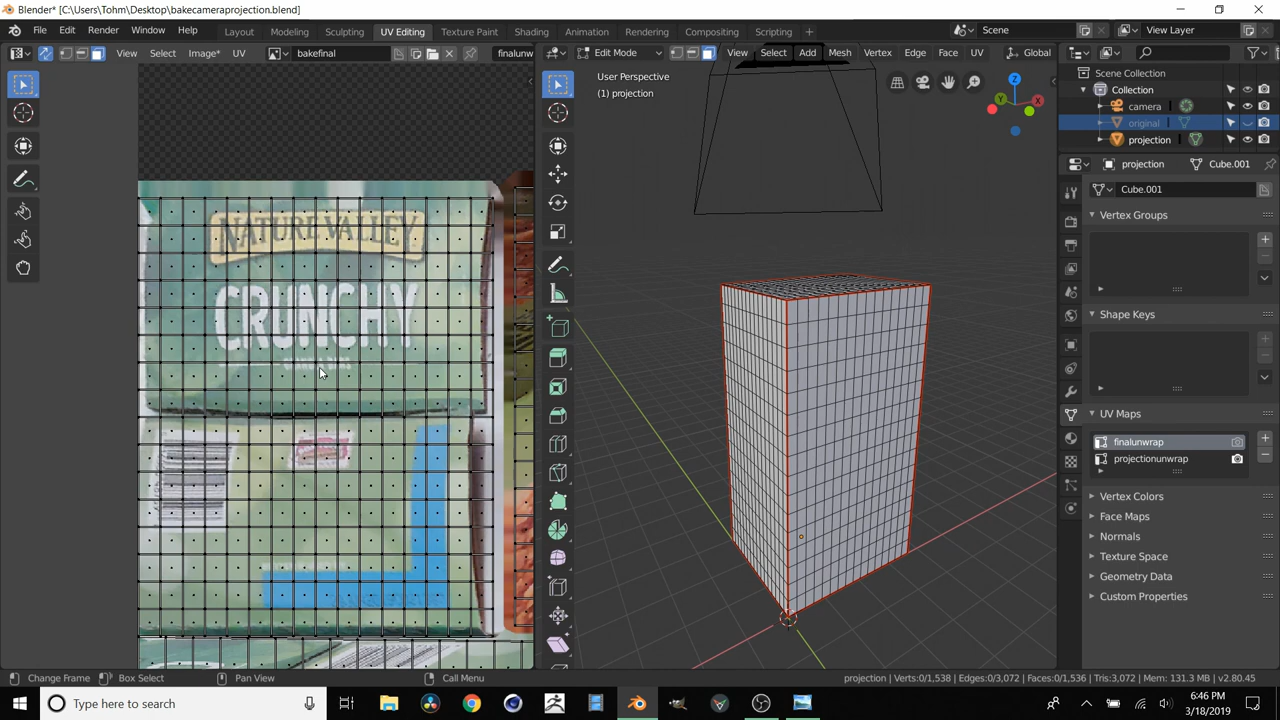 Blender* [C:\Users\Tohm\Desktop\bakecameraprojection.blend]
File Edit Render Window Help Layout Modeling Sculpting UV Editing Texture Paint Shading Animation Rendering Compositing Scripting + Scene View Layer
View Select Image* UV bakefinal finalunw Edit Mode View Select Add Mesh Vertex Edge Face UV Global
User Perspective
(1) projection
Z
Y
X
Scene Collection
Collection
camera
original
projection
projection Cube.001
Cube.001
Vertex Groups
Shape Keys
UV Maps
finalunwrap
projectionunwrap
Vertex Colors
Face Maps
Normals
Texture Space
Geometry Data
Custom Properties
NATURE VALLEY
CRUNCHY
Change Frame Box Select Pan View Call Menu projection | Verts:0/1,538 | Edges:0/3,072 | Faces:0/1,536 | Tris:3,072 | Mem: 131.3 MB | v2.80.45
Type here to search
6:46 PM
3/18/2019